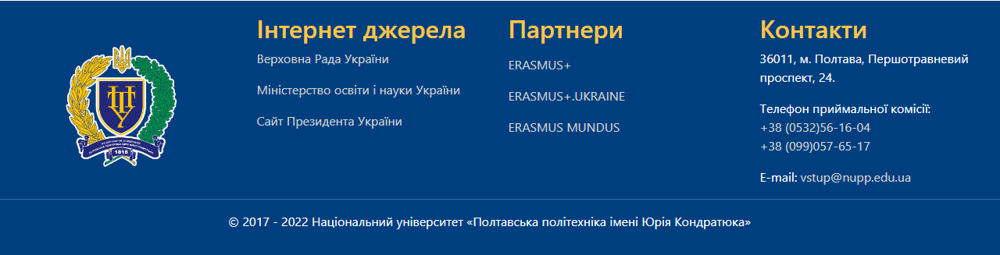 Інтернет джерела
Верховна Рада України
Міністерство освіти і науки України
Сайт Президента України
Партнери
ERASMUS+
ERASMUS+.UKRAINE
ERASMUS MUNDUS
Контакти
36011, м. Полтава, Першотравневий
проспект, 24.
Телефон приймальної комісії:
+38 (0532)56-16-04
+38 (099)057-65-17
E-mail: vstup@nupp.edu.ua
1818
© 2017 - 2022 Національний університет «Полтавська політехніка імені Юрія Кондратюка»